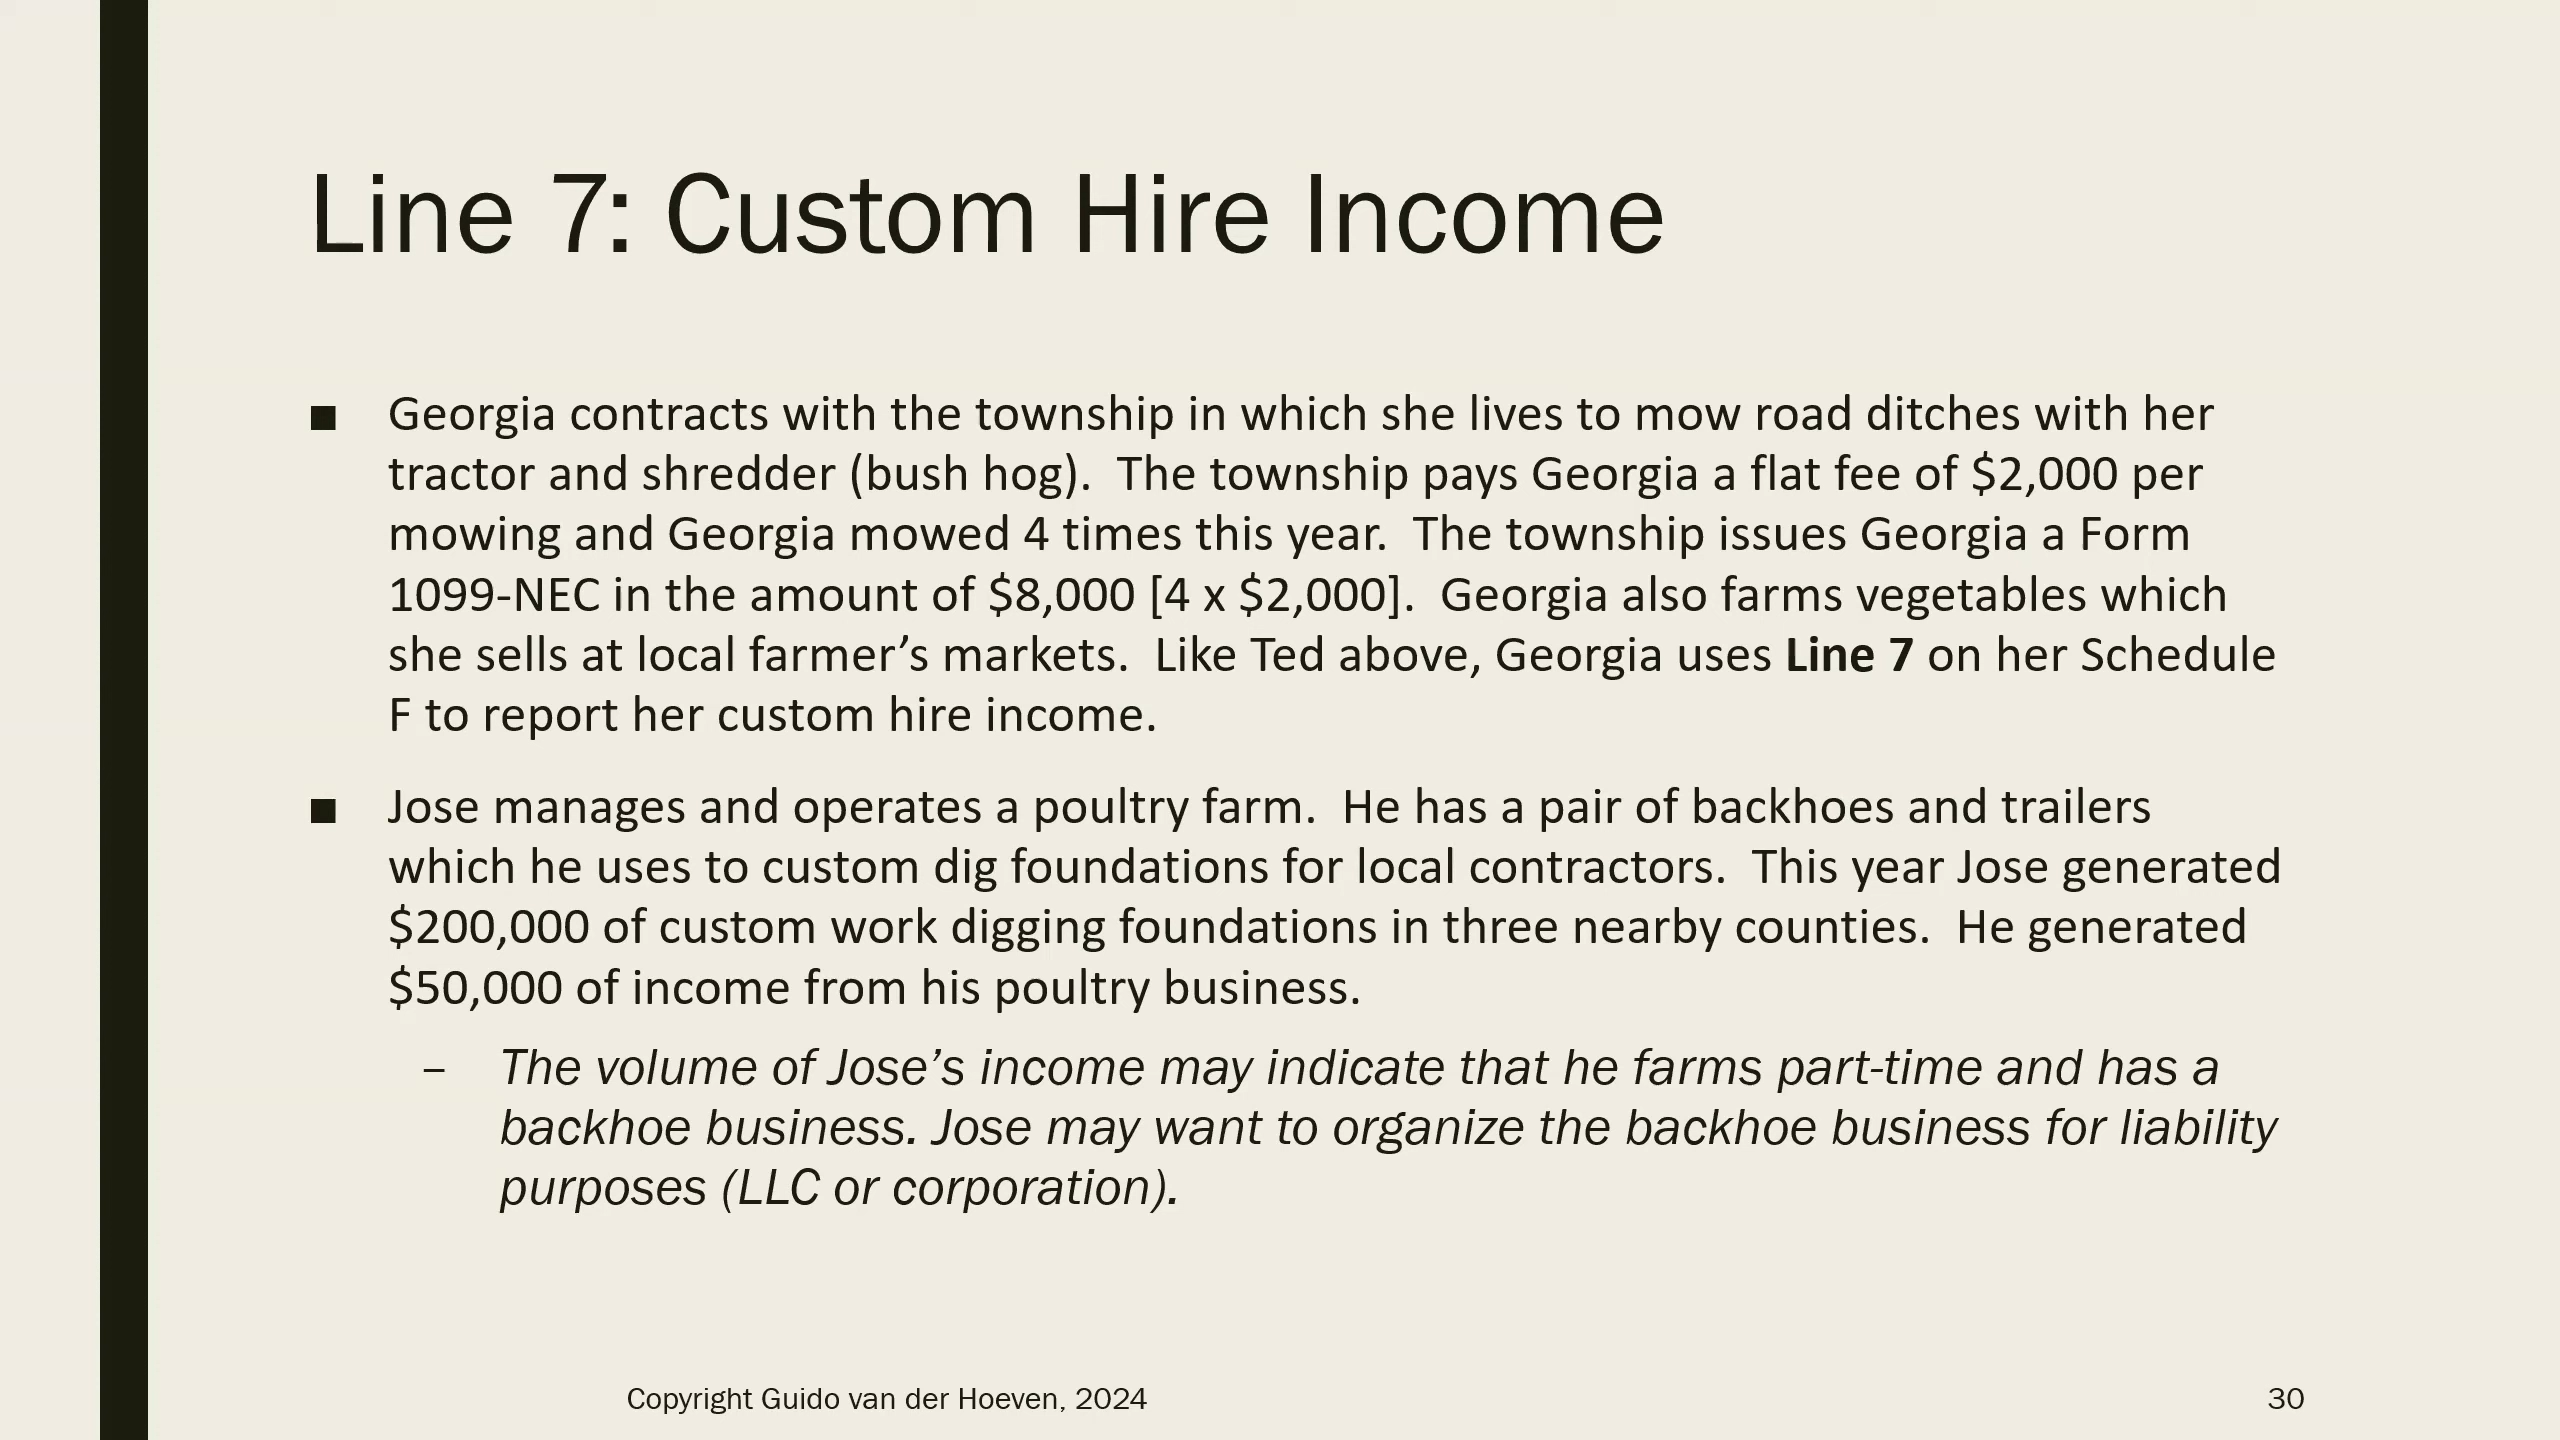 Line 7: Custom Hire Income
■ Georgia contracts with the township in which she lives to mow road ditches with her
tractor and shredder (bush hog).  The township pays Georgia a flat fee of $2,000 per
mowing and Georgia mowed 4 times this year.  The township issues Georgia a Form
1099-NEC in the amount of $8,000 [4 x $2,000].  Georgia also farms vegetables which
she sells at local farmer’s markets.  Like Ted above, Georgia uses Line 7 on her Schedule
F to report her custom hire income.
■ Jose manages and operates a poultry farm.  He has a pair of backhoes and trailers
which he uses to custom dig foundations for local contractors.  This year Jose generated
$200,000 of custom work digging foundations in three nearby counties.  He generated
$50,000 of income from his poultry business.
– The volume of Jose’s income may indicate that he farms part-time and has a
backhoe business. Jose may want to organize the backhoe business for liability
purposes (LLC or corporation).
Copyright Guido van der Hoeven, 2024
30